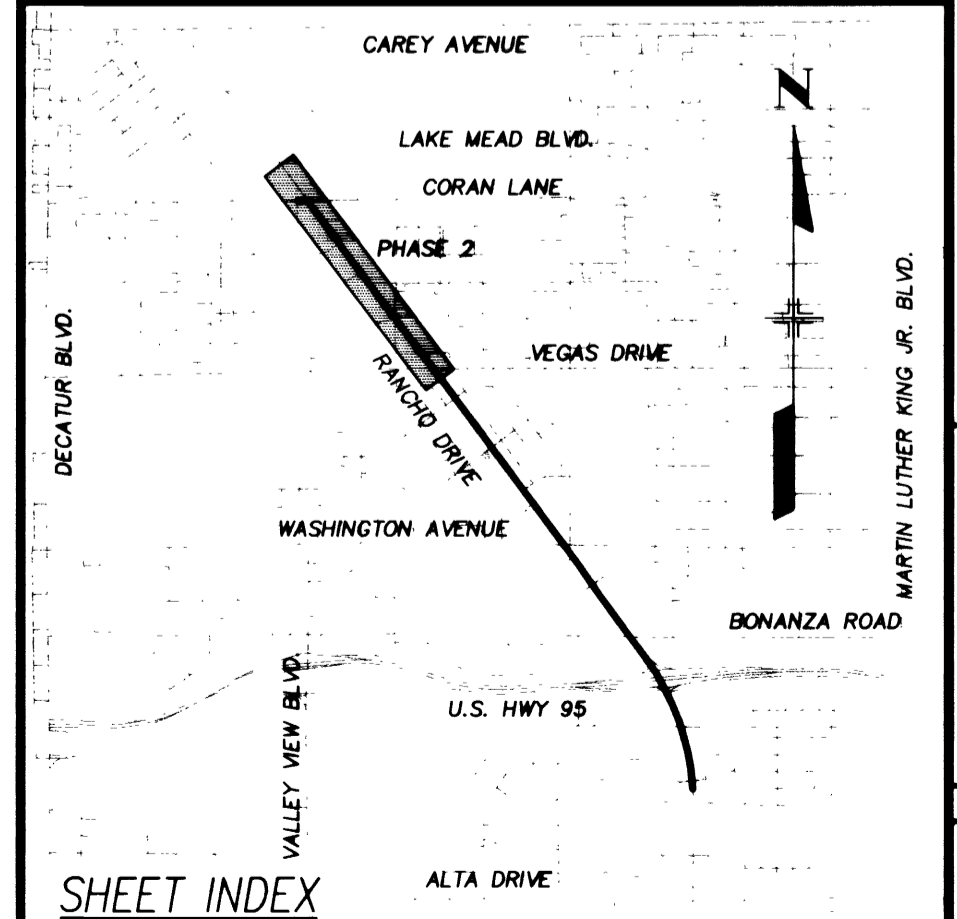 CAREY AVENUE
N
LAKE MEAD BLVD.
CORAN LANE
PHASE 2
DECATUR BLVD.
MARTIN LUTHER KING JR. BLVD.
VEGAS DRIVE
RANCHO DRIVE
WASHINGTON AVENUE
BONANZA ROAD
VALLEY VIEW BLVD.
U.S. HWY 95
ALTA DRIVE
SHEET INDEX